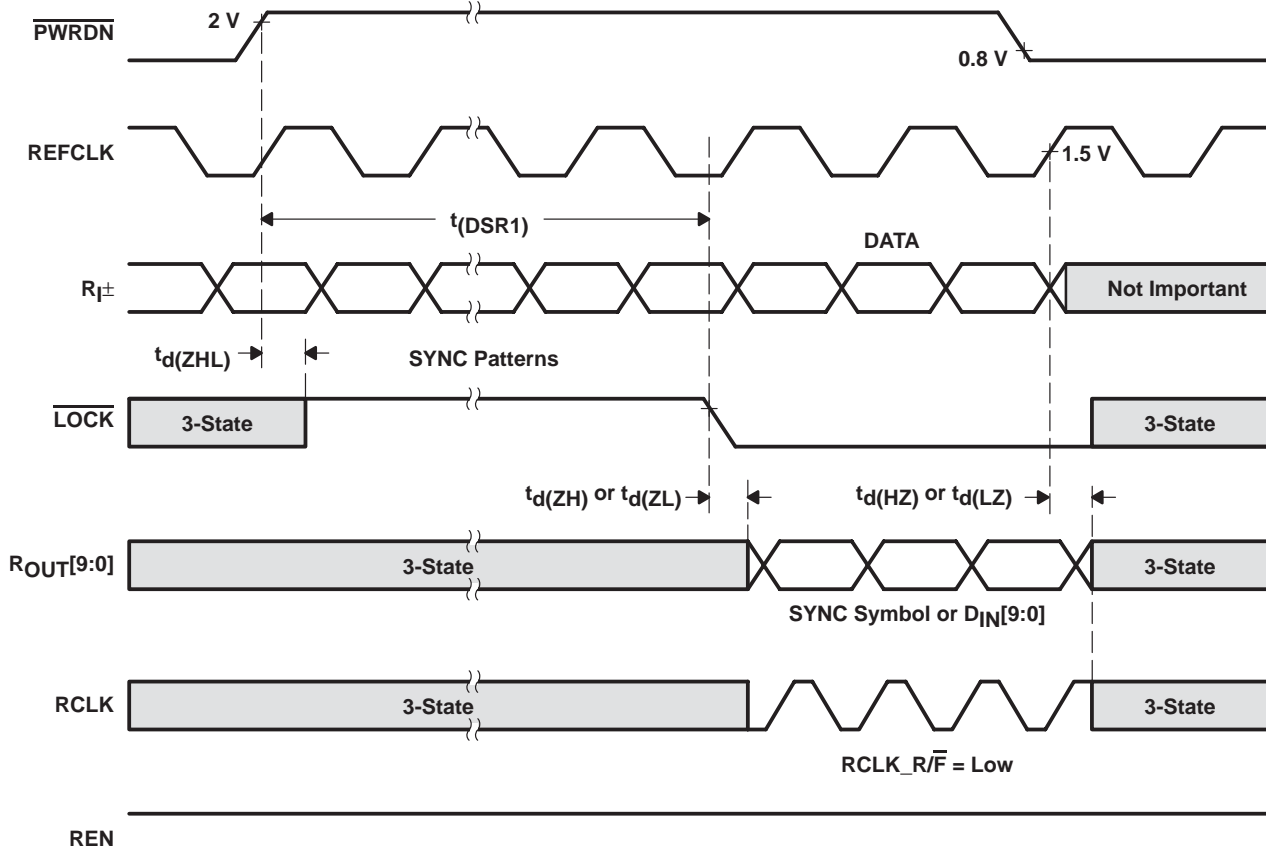 PWRDN
2 V
0.8 V
REFCLK
1.5 V
t(DSR1)
DATA
RI±
Not Important
td(ZHL)
SYNC Patterns
LOCK
3-State
3-State
td(ZH) or td(ZL)
td(HZ) or td(LZ)
ROUT[9:0]
3-State
3-State
SYNC Symbol or DIN[9:0]
RCLK
3-State
3-State
RCLK_R/F̅ = Low
REN